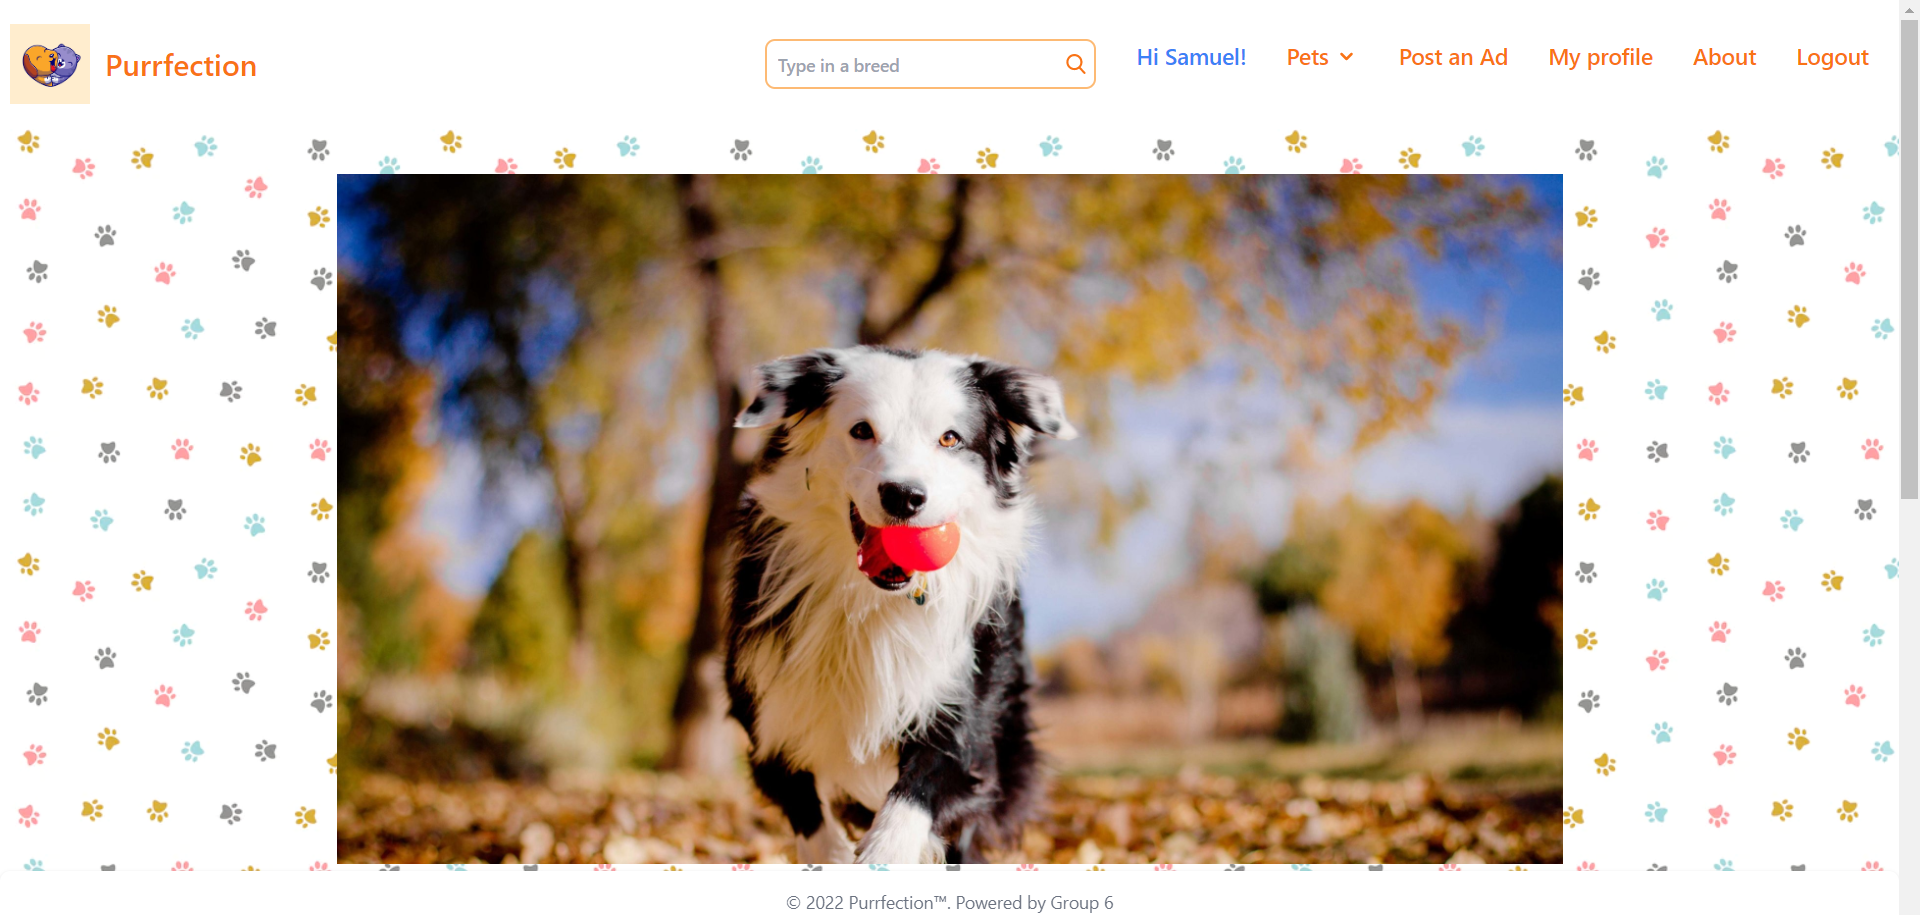 Purrfection
Type in a breed
Hi Samuel!
Pets
Post an Ad
My profile
About
Logout
© 2022 Purrfection™. Powered by Group 6